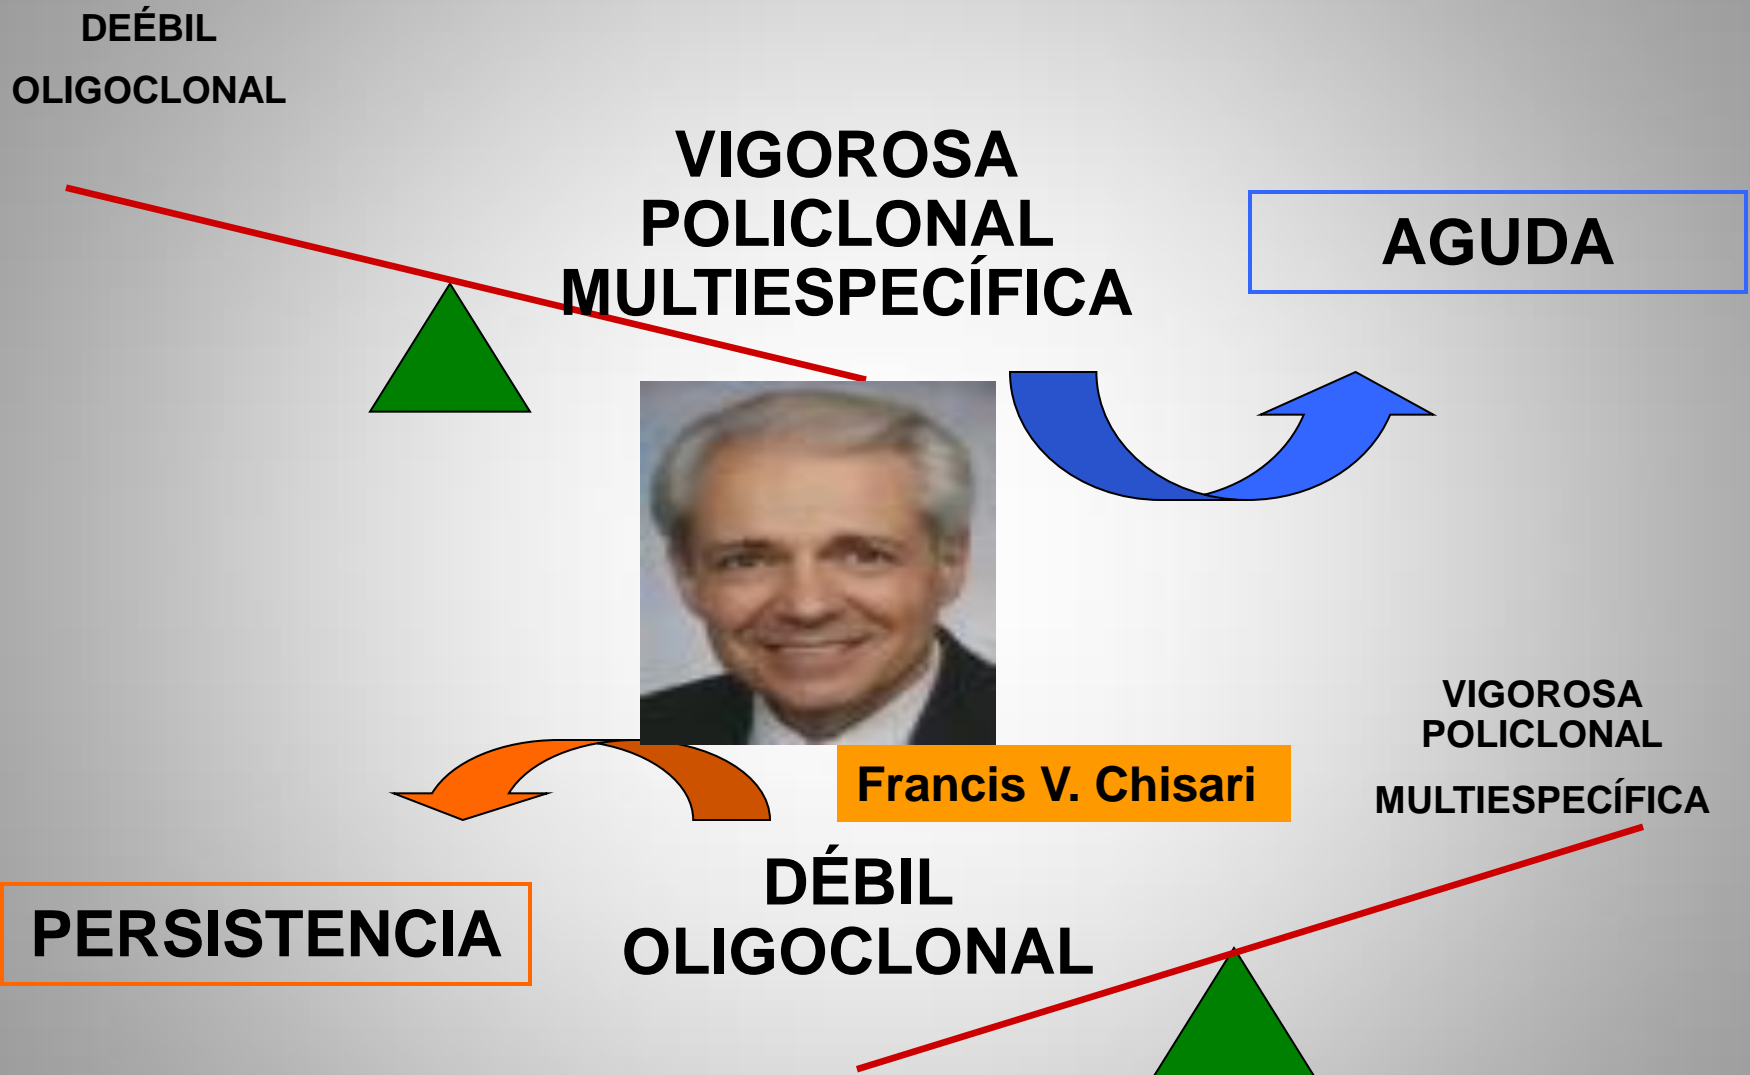 DEÉBIL
OLIGOCLONAL
VIGOROSA
POLICLONAL
MULTIESPECÍFICA
AGUDA
Francis V. Chisari
VIGOROSA
POLICLONAL
MULTIESPECÍFICA
PERSISTENCIA
DÉBIL
OLIGOCLONAL